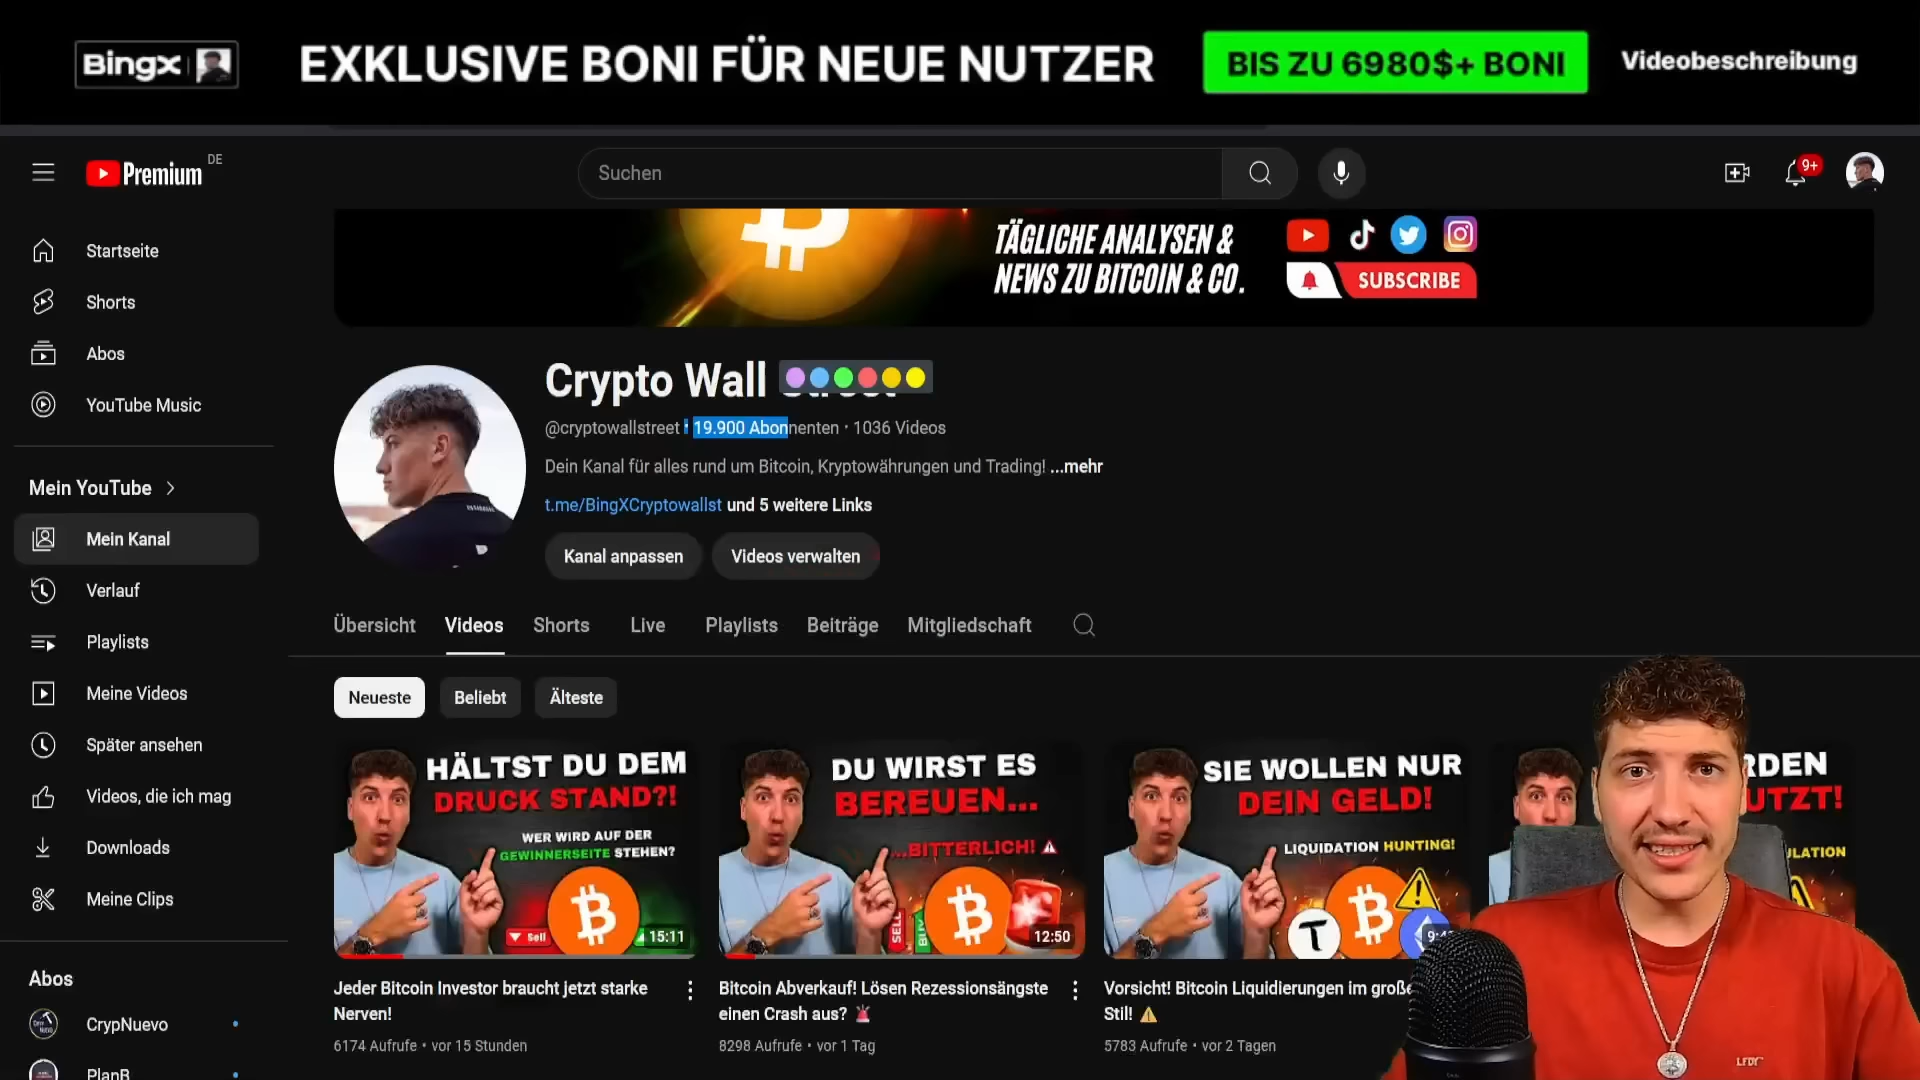 BingX
EXKLUSIVE BONI FÜR NEUE NUTZER
BIS ZU 6980$+ BONI
Videobeschreibung
Premium DE
Suchen
9+
Startseite
Shorts
Abos
YouTube Music
Mein YouTube
Mein Kanal
Verlauf
Playlists
Meine Videos
Später ansehen
Videos, die ich mag
Downloads
Meine Clips
Abos
CrypNuevo
PlanB
TÄGLICHE ANALYSEN &
NEWS ZU BITCOIN & CO.
SUBSCRIBE
Crypto Wall
@cryptowallstreet · 19.900 Abonnenten · 1036 Videos
Dein Kanal für alles rund um Bitcoin, Kryptowährungen und Trading! ...mehr
t.me/BingXCryptowallst und 5 weitere Links
Kanal anpassen
Videos verwalten
Übersicht
Videos
Shorts
Live
Playlists
Beiträge
Mitgliedschaft
Neueste
Beliebt
Älteste
HÄLTST DU DEM
DRUCK STAND?!
WER WIRD AUF DER
GEWINNERSEITE STEHEN?
Sell
15:11
Jeder Bitcoin Investor braucht jetzt starke
Nerven!
6174 Aufrufe • vor 15 Stunden
DU WIRST ES
BEREUEN...
...BITTERLICH!
SELL
BUY
12:50
Bitcoin Abverkauf! Lösen Rezessionsängste
einen Crash aus?
8298 Aufrufe • vor 1 Tag
SIE WOLLEN NUR
DEIN GELD!
LIQUIDATION HUNTING!
Vorsicht! Bitcoin Liquidierungen im große
Stil!
5783 Aufrufe • vor 2 Tagen
RDEN
UTZT!
ULATION